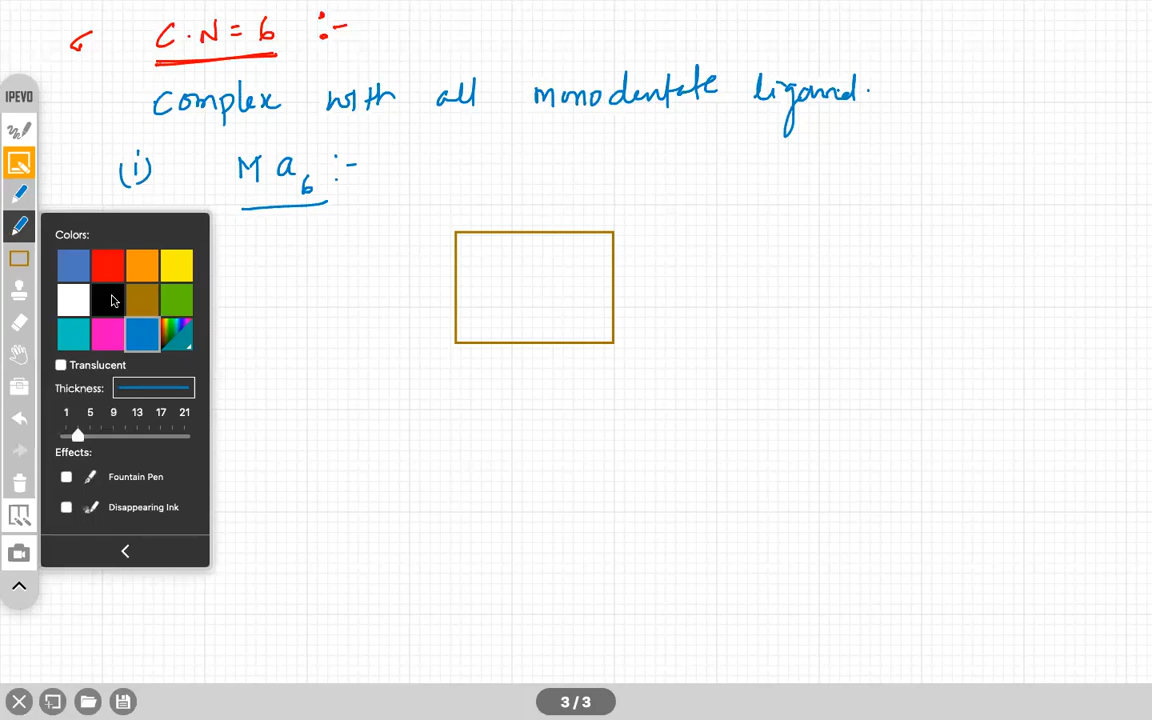 C.N = 6 :-
Complex with all monodentate ligand.
(i) Ma₆ :-
IPEVO
Colors:
Translucent
Thickness:
1 5 9 13 17 21
Effects:
Fountain Pen
Disappearing Ink
3 / 3